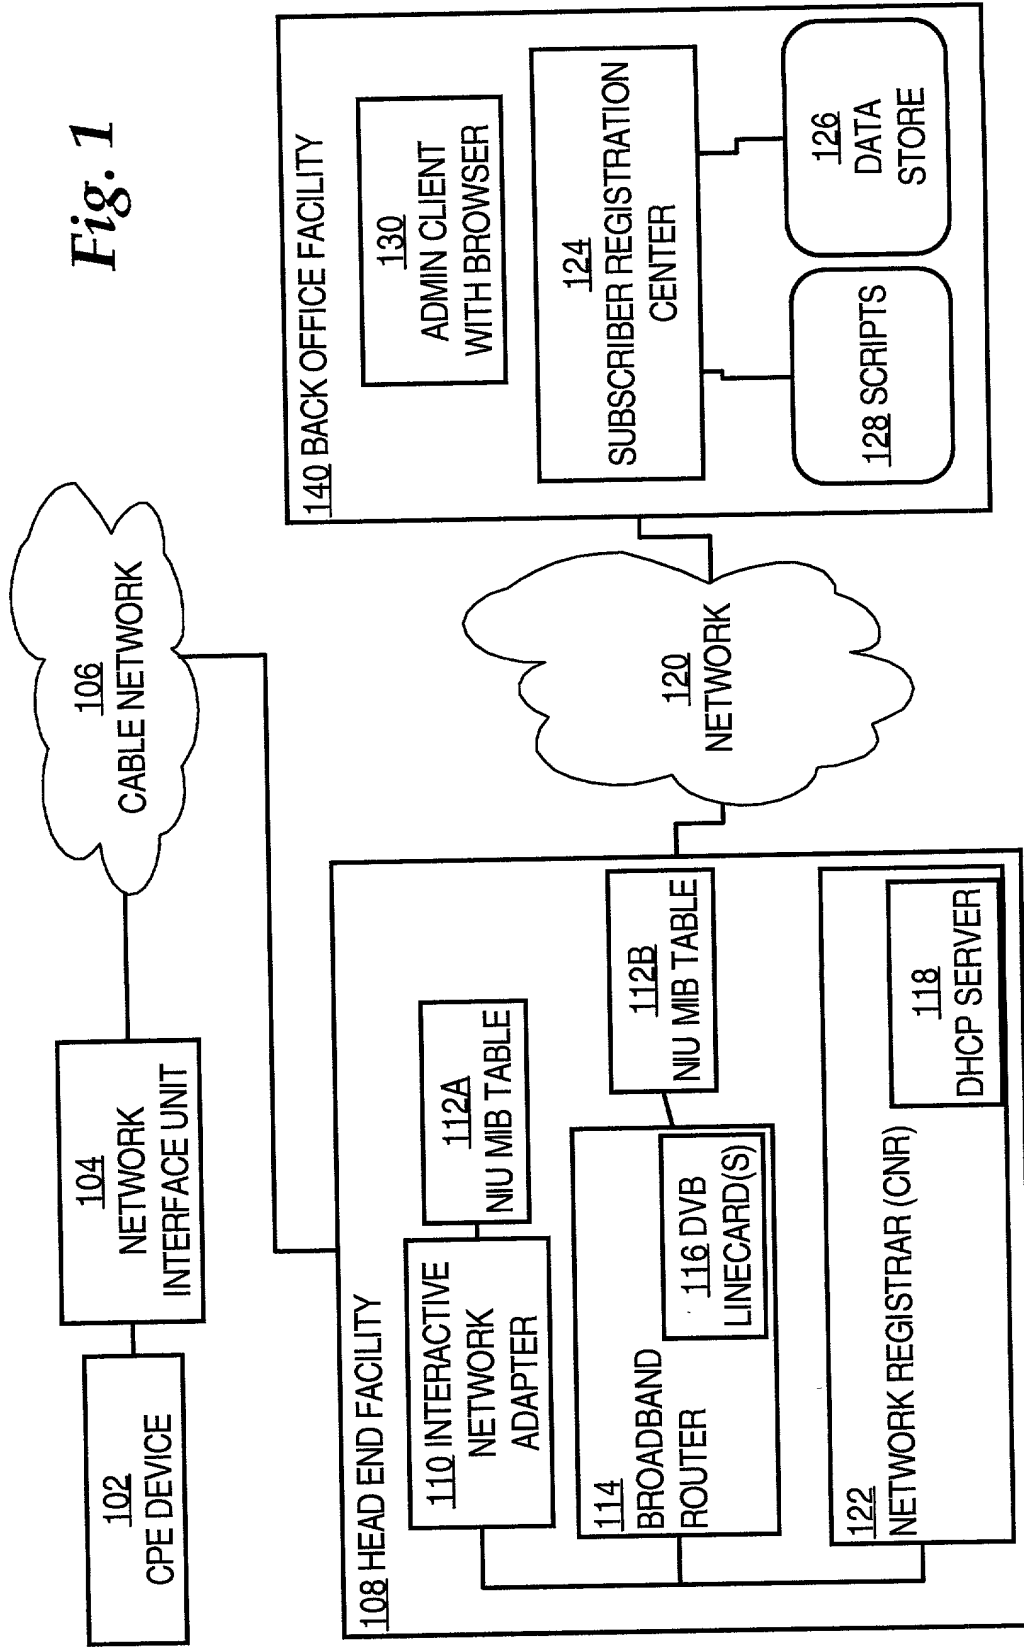 Fig. 1
102
CPE DEVICE
104
NETWORK
INTERFACE UNIT
106
CABLE NETWORK
108 HEAD END FACILITY
110 INTERACTIVE
NETWORK
ADAPTER
112A
NIU MIB TABLE
114
BROADBAND
ROUTER
116 DVB
LINECARD(S)
112B
NIU MIB TABLE
122
NETWORK REGISTRAR (CNR)
118
DHCP SERVER
120
NETWORK
140 BACK OFFICE FACILITY
130
ADMIN CLIENT
WITH BROWSER
124
SUBSCRIBER REGISTRATION
CENTER
128 SCRIPTS
126
DATA
STORE